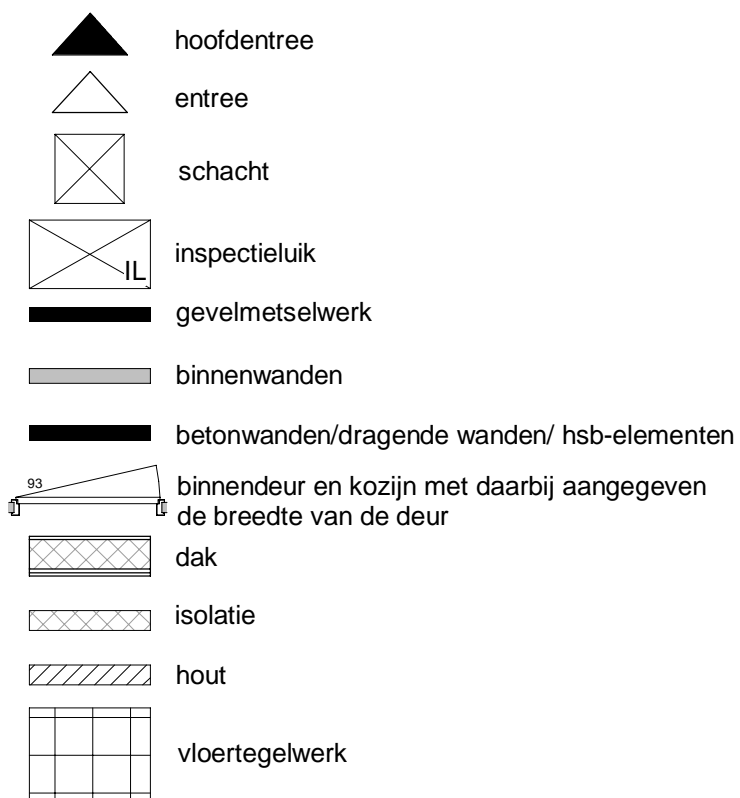 hoofdentree
entree
schacht
IL
inspectieluik
gevelmetselwerk
binnenwanden
betonwanden/dragende wanden/ hsb-elementen
93
binnendeur en kozijn met daarbij aangegeven
de breedte van de deur
dak
isolatie
hout
vloertegelwerk